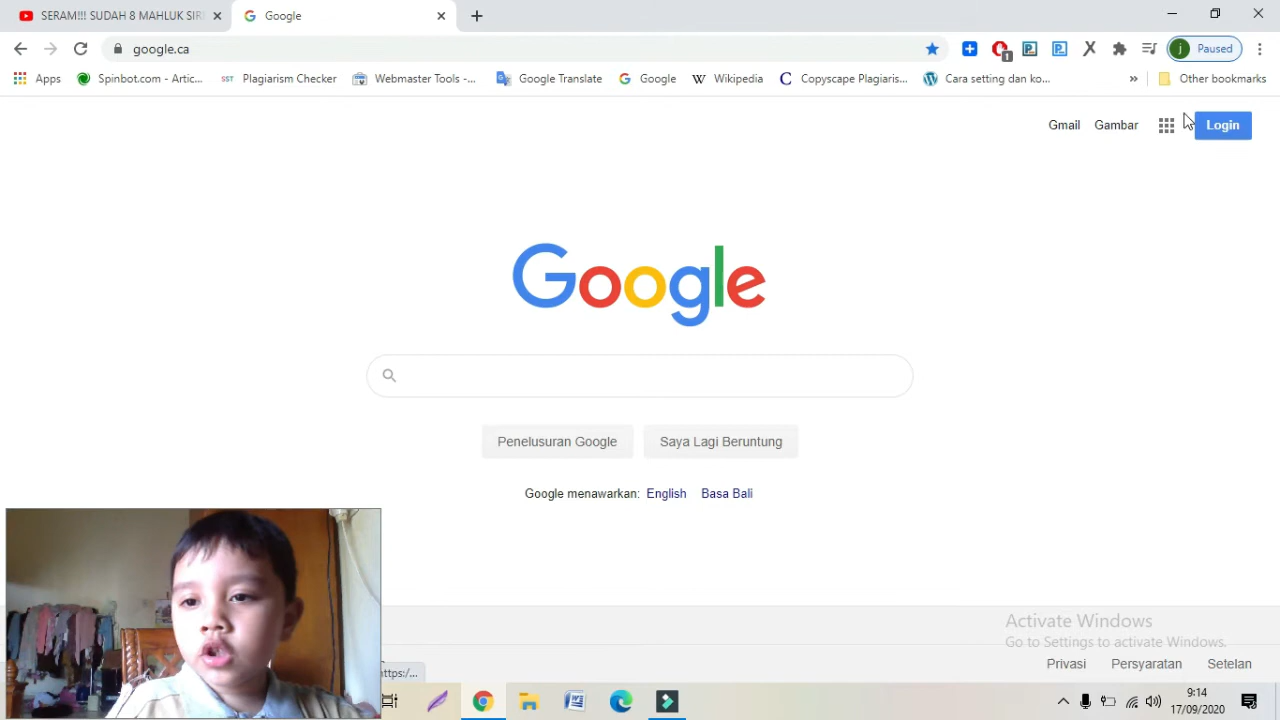 SERAM!!! SUDAH 8 MAHLUK SIR
Google
google.ca
Paused
Apps
Spinbot.com - Artic...
SST Plagiarism Checker
Webmaster Tools -...
Google Translate
Google
Wikipedia
Copyscape Plagiaris...
Cara setting dan ko...
Other bookmarks
Gmail
Gambar
Login
Google
Penelusuran Google
Saya Lagi Beruntung
Google menawarkan: English Basa Bali
Activate Windows
Go to Settings to activate Windows.
https:/...
Privasi
Persyaratan
Setelan
9:14
17/09/2020